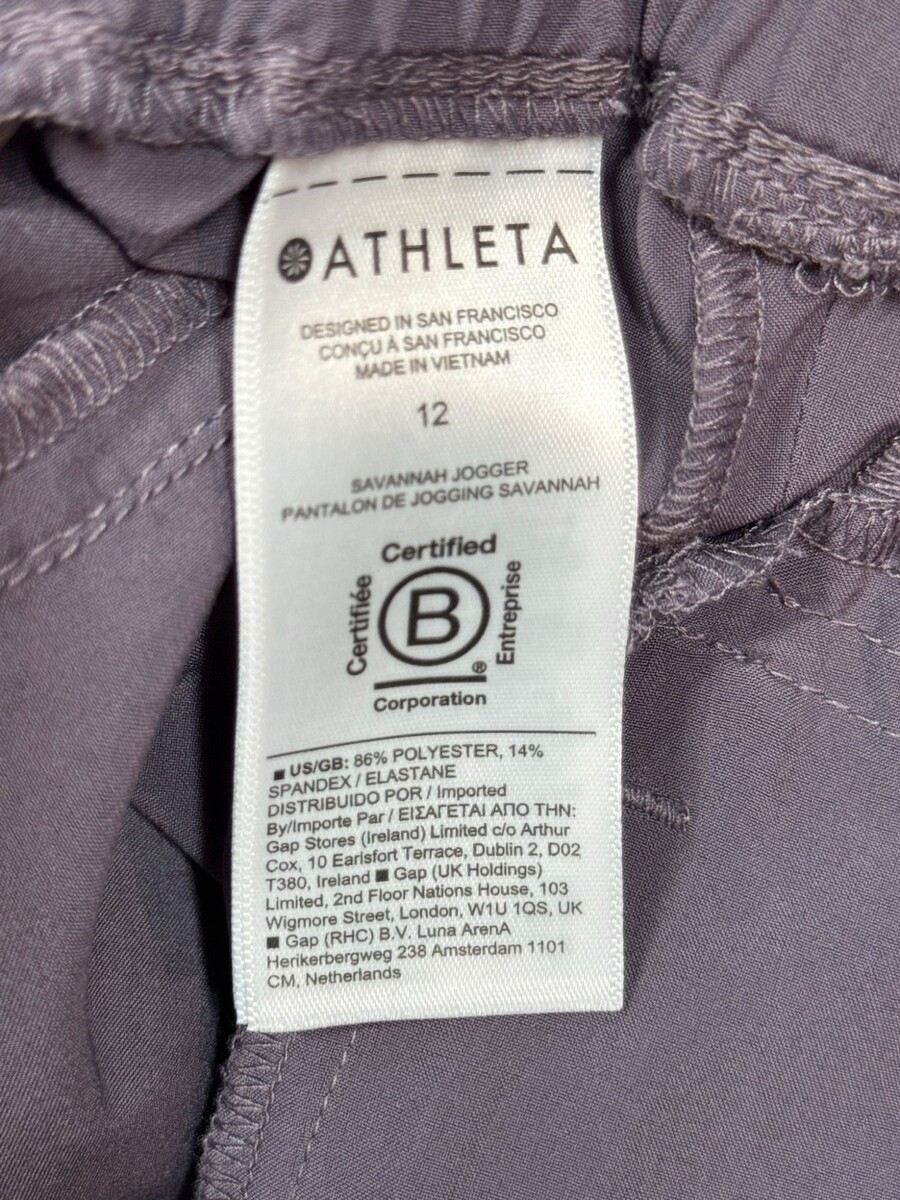 ATHLETA
DESIGNED IN SAN FRANCISCO
CONÇU À SAN FRANCISCO
MADE IN VIETNAM
12
SAVANNAH JOGGER
PANTALON DE JOGGING SAVANNAH
Certified
Certifiée
B
Entreprise
®
Corporation
■ US/GB: 86% POLYESTER, 14%
SPANDEX / ELASTANE
DISTRIBUIDO POR / Imported
By/Importe Par / ΕΙΣΑΓΕΤΑΙ ΑΠΟ ΤΗΝ:
Gap Stores (Ireland) Limited c/o Arthur
Cox, 10 Earlsfort Terrace, Dublin 2, D02
T380, Ireland ■ Gap (UK Holdings)
Limited, 2nd Floor Nations House, 103
Wigmore Street, London, W1U 1QS, UK
■ Gap (RHC) B.V. Luna ArenA
Herikerbergweg 238 Amsterdam 1101
CM, Netherlands